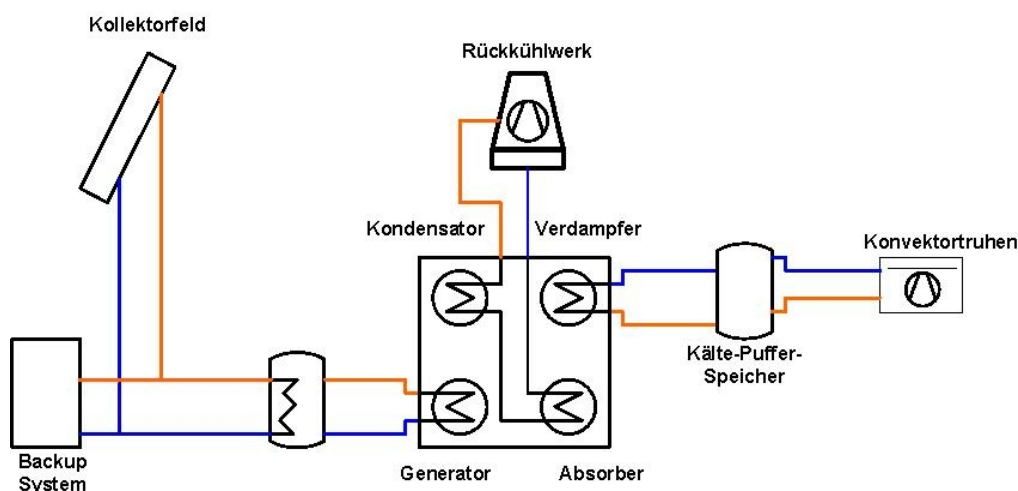 Kollektorfeld
Rückkühlwerk
Kondensator
Verdampfer
Konvektortruhen
Kälte-Puffer-
Speicher
Backup
System
Generator
Absorber